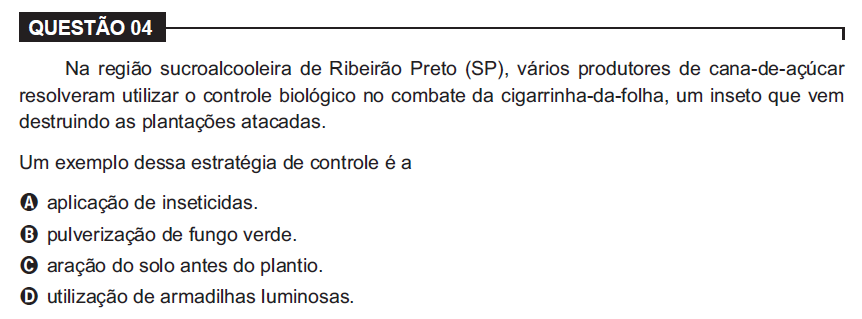 QUESTÃO 04
Na região sucroalcooleira de Ribeirão Preto (SP), vários produtores de cana-de-açúcar
resolveram utilizar o controle biológico no combate da cigarrinha-da-folha, um inseto que vem
destruindo as plantações atacadas.
Um exemplo dessa estratégia de controle é a
A aplicação de inseticidas.
B pulverização de fungo verde.
C aração do solo antes do plantio.
D utilização de armadilhas luminosas.